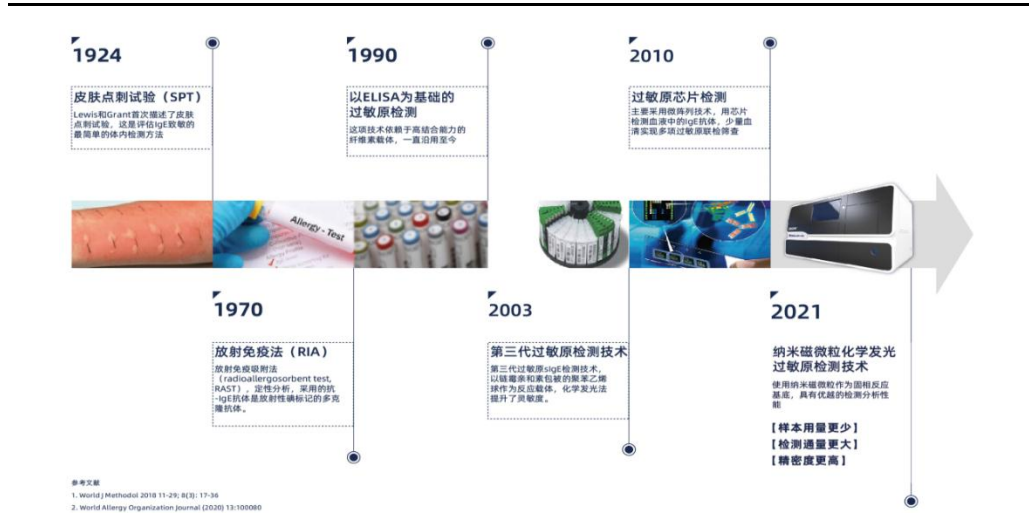 1924
皮肤点刺试验（SPT）
Lewis和Grant首次描述了皮肤
点刺试验，这是评估IgE致敏的
最简单的体内检测方法
1990
以ELISA为基础的
过敏原检测
这项技术依赖于高结合能力的
纤维素载体，一直沿用至今
2010
过敏原芯片检测
主要采用微阵列技术，用芯片
检测血液中的IgE抗体，少量血
清实现多项过敏原联检筛查
Allergy - Test
1970
放射免疫法（RIA）
放射免疫吸附法
（radioallergosorbent test,
RAST），定性分析，采用的抗
-IgE抗体是放射性碘标记的多克
隆抗体。
2003
第三代过敏原检测技术
第三代过敏原sIgE检测技术，
以链霉亲和素包被的聚苯乙烯
球作为反应载体，化学发光法
提升了灵敏度。
2021
纳米磁微粒化学发光
过敏原检测技术
使用纳米磁微粒作为固相反应
基底，具有优越的检测分析性
能
【样本用量更少】
【检测通量更大】
【精密度更高】
参考文献
1. World J Methodol 2018 11-29; 8(3): 17-36
2. World Allergy Organization Journal (2020) 13:100080